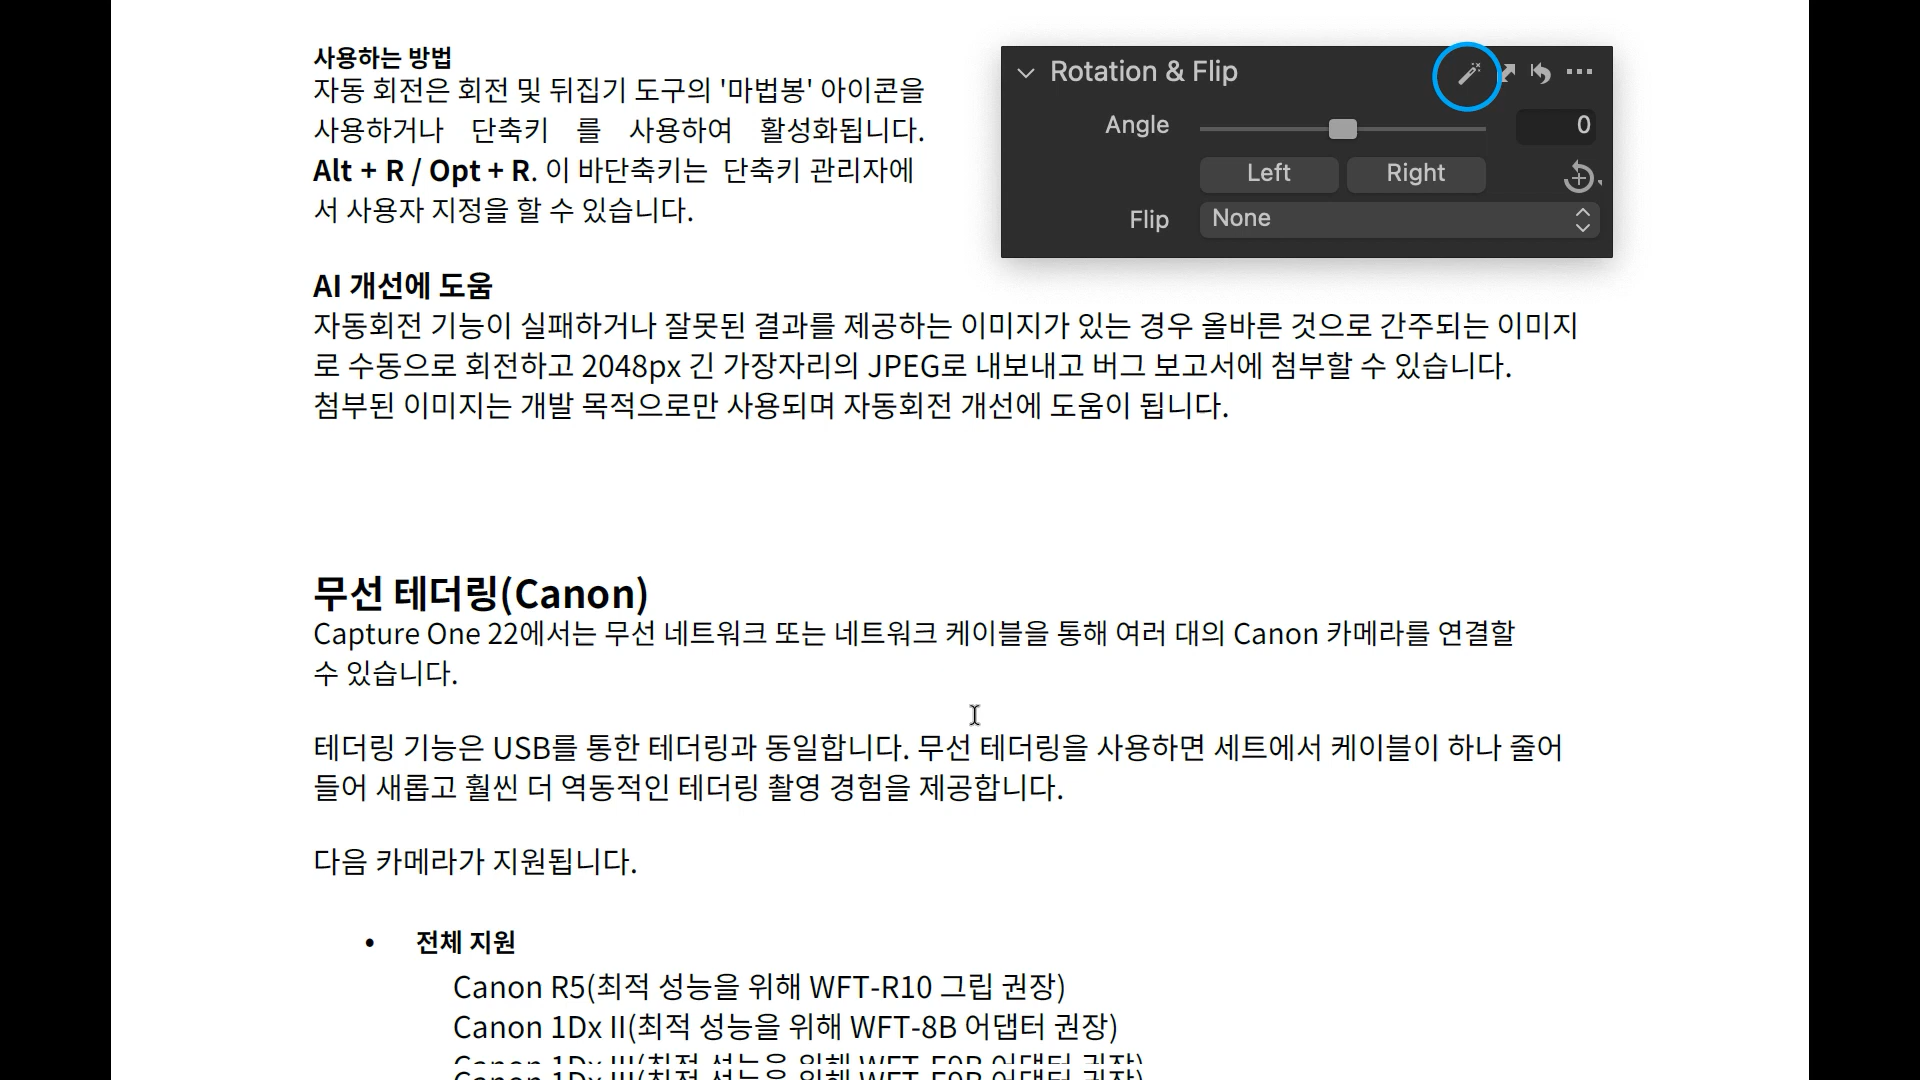 사용하는 방법
자동 회전은 회전 및 뒤집기 도구의 '마법봉' 아이콘을
사용하거나 단축키 를 사용하여 활성화됩니다.
Alt + R / Opt + R. 이 바단축키는 단축키 관리자에
서 사용자 지정을 할 수 있습니다.
Rotation & Flip
Angle
0
Left
Right
Flip
None
AI 개선에 도움
자동회전 기능이 실패하거나 잘못된 결과를 제공하는 이미지가 있는 경우 올바른 것으로 간주되는 이미지
로 수동으로 회전하고 2048px 긴 가장자리의 JPEG로 내보내고 버그 보고서에 첨부할 수 있습니다.
첨부된 이미지는 개발 목적으로만 사용되며 자동회전 개선에 도움이 됩니다.
무선 테더링(Canon)
Capture One 22에서는 무선 네트워크 또는 네트워크 케이블을 통해 여러 대의 Canon 카메라를 연결할
수 있습니다.
테더링 기능은 USB를 통한 테더링과 동일합니다. 무선 테더링을 사용하면 세트에서 케이블이 하나 줄어
들어 새롭고 훨씬 더 역동적인 테더링 촬영 경험을 제공합니다.
다음 카메라가 지원됩니다.
• 전체 지원
Canon R5(최적 성능을 위해 WFT-R10 그립 권장)
Canon 1Dx II(최적 성능을 위해 WFT-8B 어댑터 권장)
Canon 1Dx III(최적 성능을 위해 WFT-E9B 어댑터 권장)